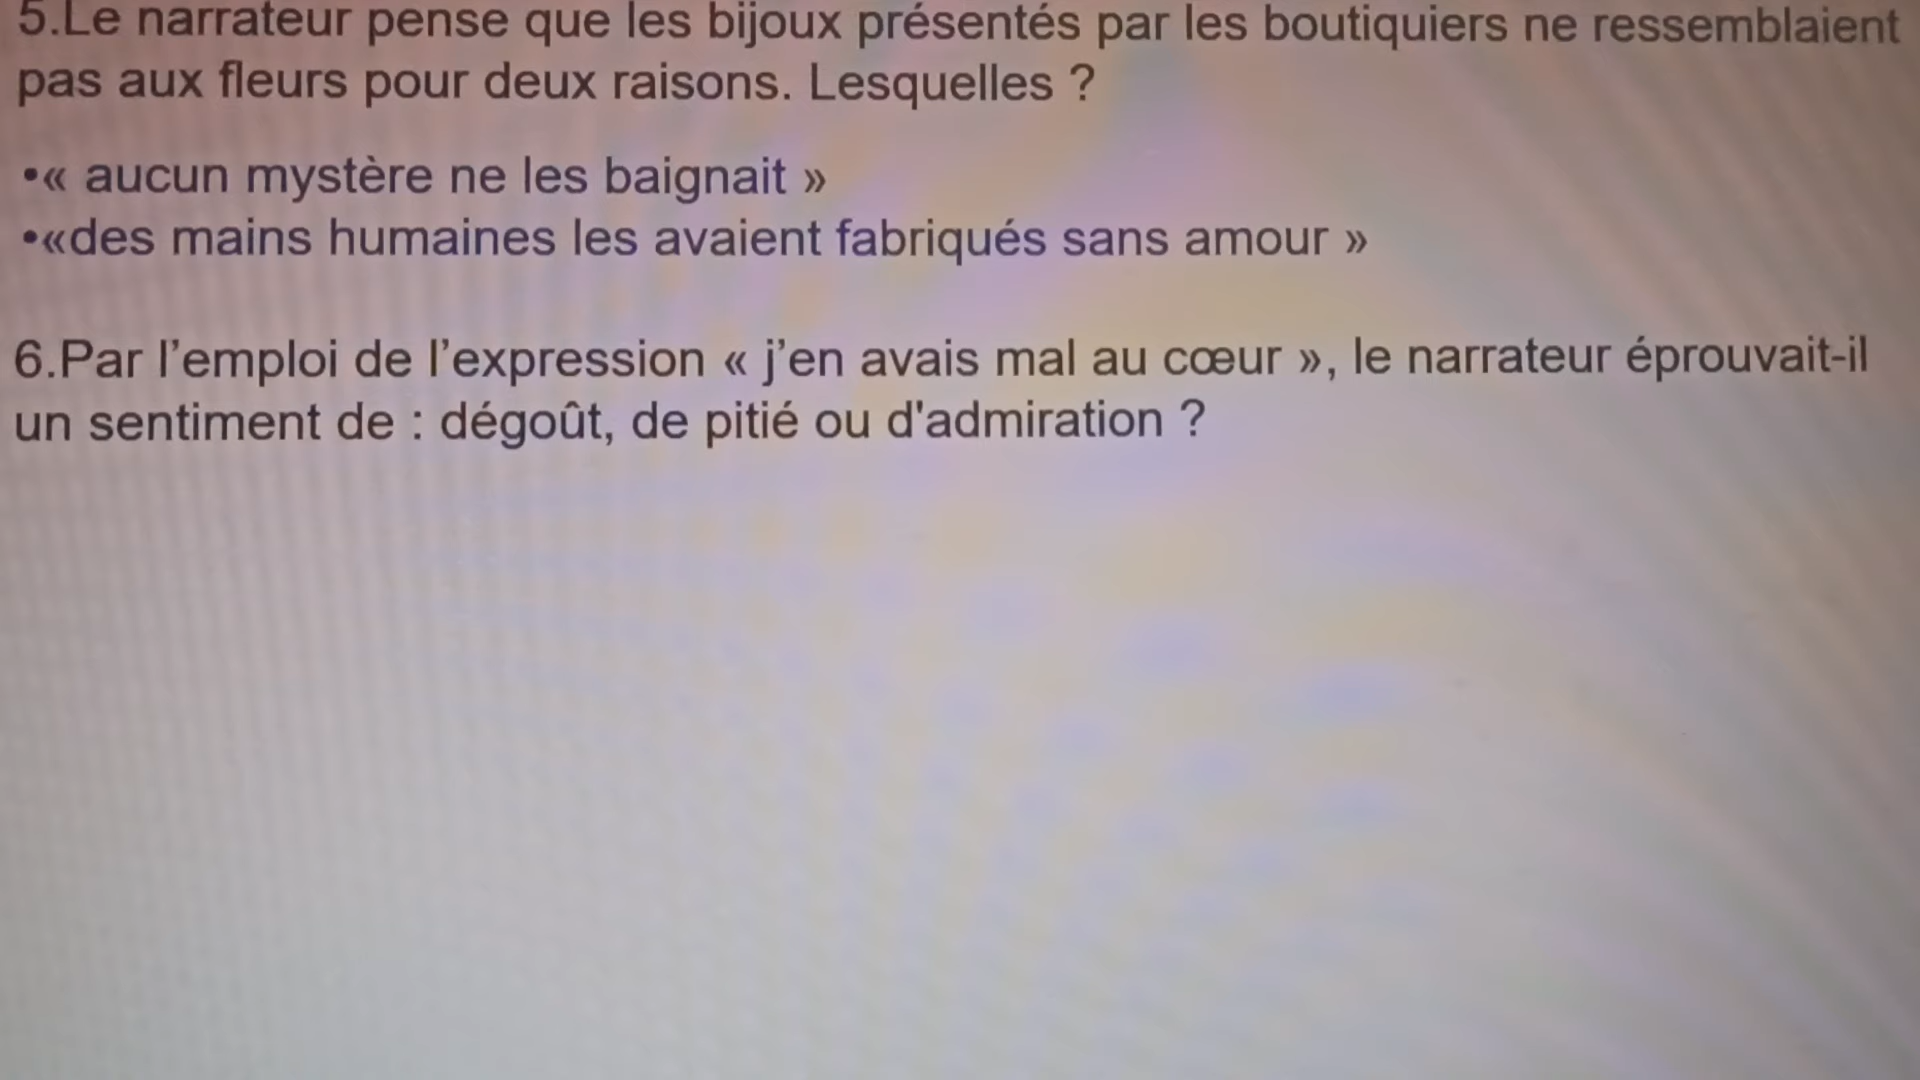 5.Le narrateur pense que les bijoux présentés par les boutiquiers ne ressemblaient
pas aux fleurs pour deux raisons. Lesquelles ?
•« aucun mystère ne les baignait »
•«des mains humaines les avaient fabriqués sans amour »
6.Par l’emploi de l’expression « j’en avais mal au cœur », le narrateur éprouvait-il
un sentiment de : dégoût, de pitié ou d'admiration ?